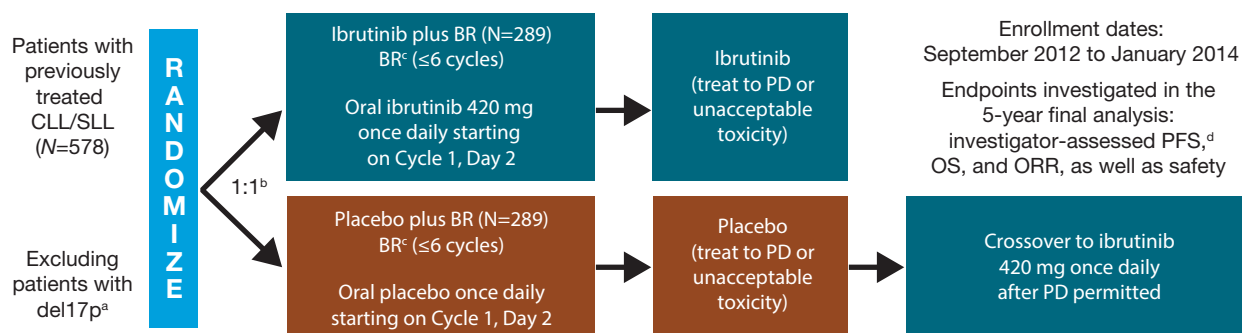 Patients with
previously
treated
CLL/SLL
(N=578)
Excluding
patients with
del17pᵃ
RANDOMIZE
1:1ᵇ
Ibrutinib plus BR (N=289)
BRᶜ (≤6 cycles)
Oral ibrutinib 420 mg
once daily starting
on Cycle 1, Day 2
Ibrutinib
(treat to PD or
unacceptable
toxicity)
Enrollment dates:
September 2012 to January 2014
Endpoints investigated in the
5-year final analysis:
investigator-assessed PFS,ᵈ
OS, and ORR, as well as safety
Placebo plus BR (N=289)
BRᶜ (≤6 cycles)
Oral placebo once daily
starting on Cycle 1, Day 2
Placebo
(treat to PD or
unacceptable
toxicity)
Crossover to ibrutinib
420 mg once daily
after PD permitted